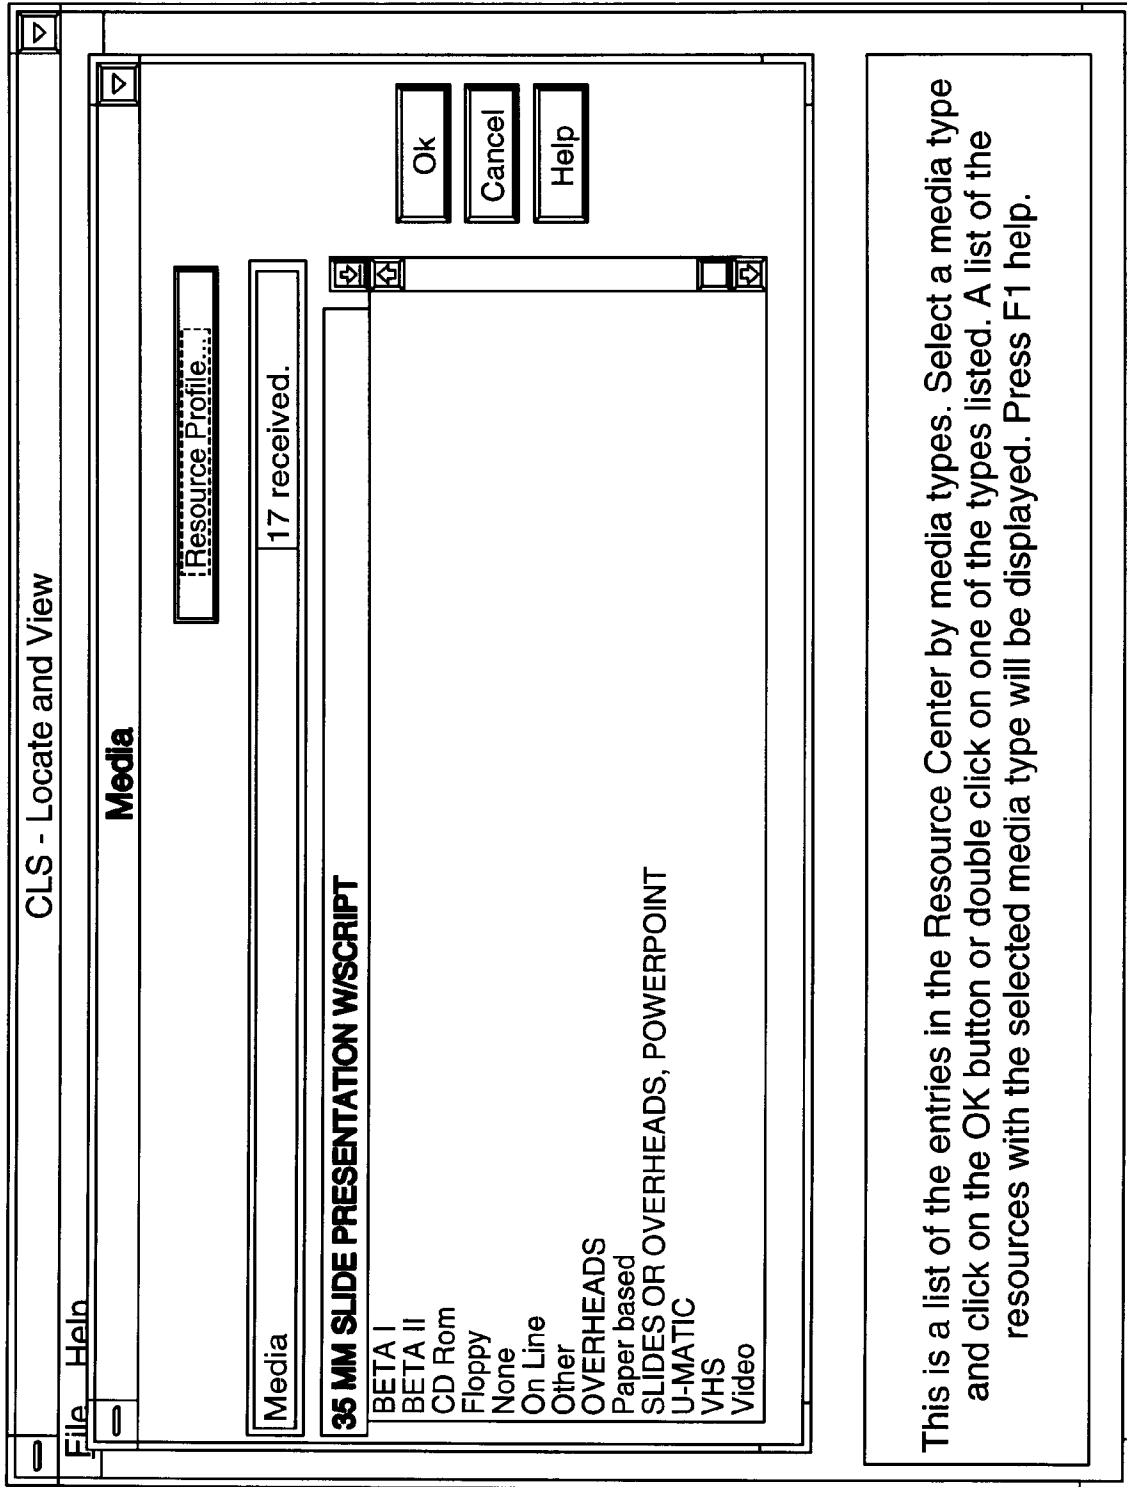 CLS - Locate and View
File Help
Media
Resource Profile...
Media 17 received.
35 MM SLIDE PRESENTATION W/SCRIPT
BETA I
BETA II
CD Rom
Floppy
None
On Line
Other
OVERHEADS
Paper based
SLIDES OR OVERHEADS, POWERPOINT
U-MATIC
VHS
Video
Ok
Cancel
Help
This is a list of the entries in the Resource Center by media types. Select a media type
and click on the OK button or double click on one of the types listed. A list of the
resources with the selected media type will be displayed. Press F1 help.